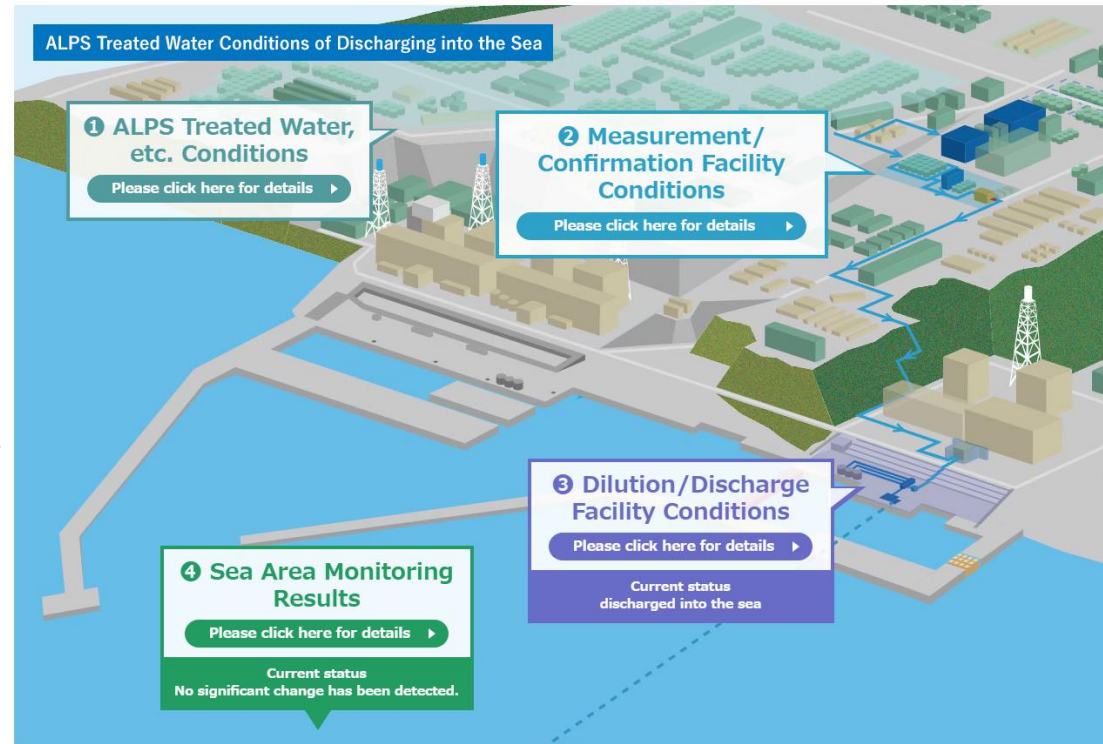 ALPS Treated Water Conditions of Discharging into the Sea
❶ ALPS Treated Water,
etc. Conditions
Please click here for details
❷ Measurement/
Confirmation Facility
Conditions
Please click here for details
❸ Dilution/Discharge
Facility Conditions
Please click here for details
Current status
discharged into the sea
❹ Sea Area Monitoring
Results
Please click here for details
Current status
No significant change has been detected.